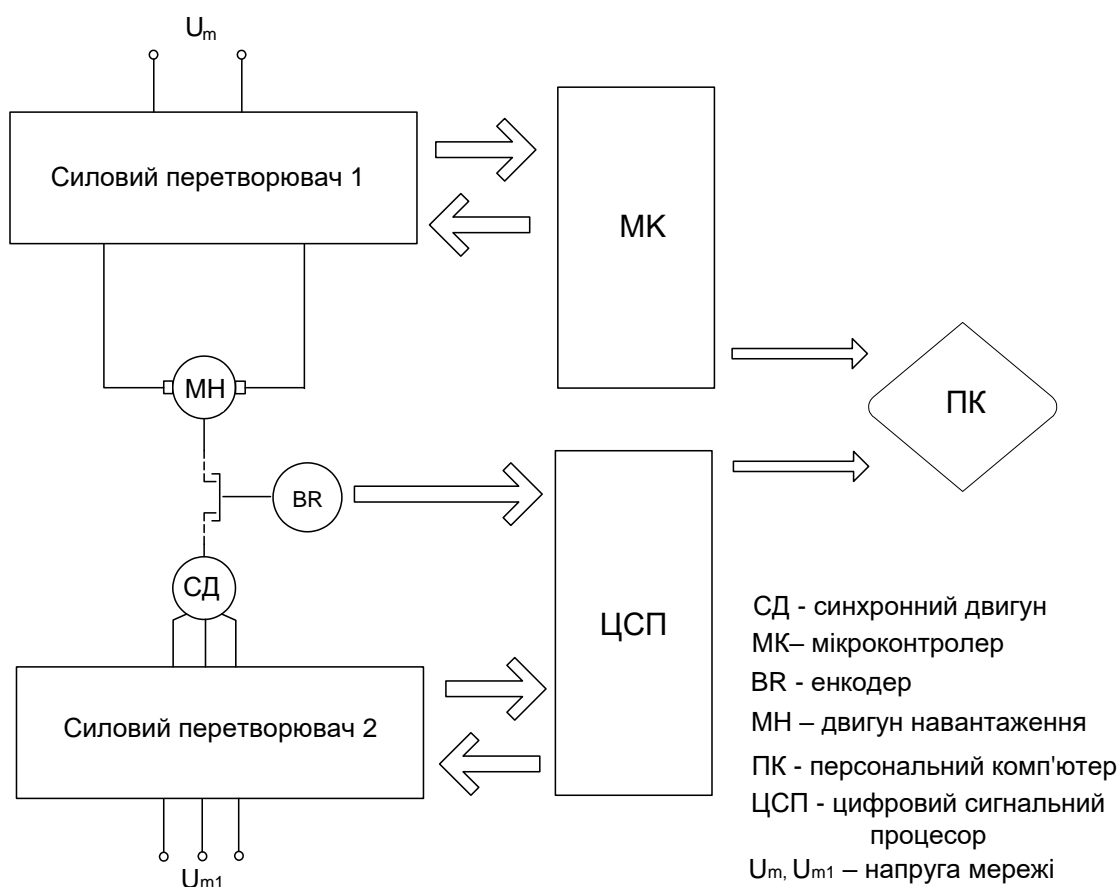 Um
Силовий перетворювач 1
МК
МН
ПК
BR
СД
ЦСП
Силовий перетворювач 2
Um1
СД - синхронний двигун
МК– мікроконтролер
BR - енкодер
МН – двигун навантаження
ПК - персональний комп'ютер
ЦСП - цифровий сигнальний
процесор
Um, Um1 – напруга мережі